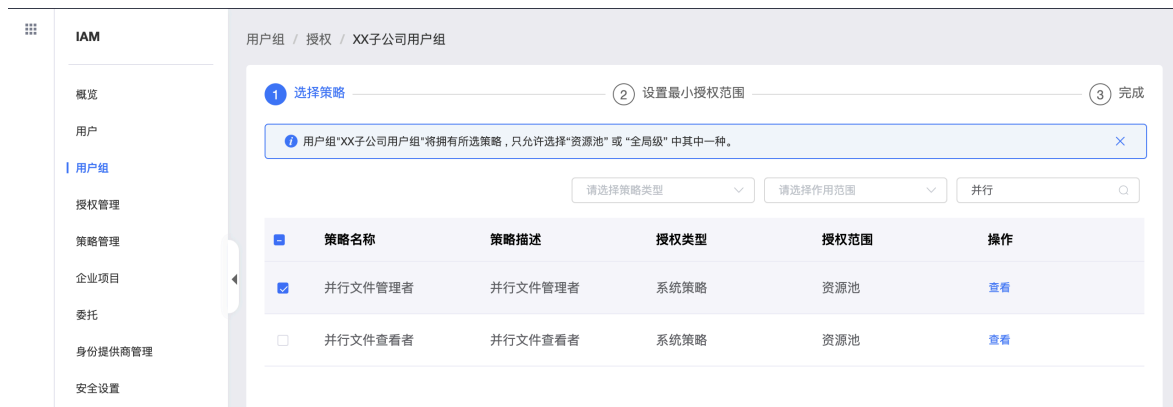 IAM
概览
用户
用户组
授权管理
策略管理
企业项目
委托
身份提供商管理
安全设置
用户组 / 授权 / XX子公司用户组
1 选择策略 2 设置最小授权范围 3 完成
用户组"XX子公司用户组"将拥有所选策略，只允许选择“资源池” 或 “全局级” 中其中一种。
请选择策略类型 请选择作用范围 并行
策略名称 策略描述 授权类型 授权范围 操作
并行文件管理者 并行文件管理者 系统策略 资源池 查看
并行文件查看者 并行文件查看者 系统策略 资源池 查看